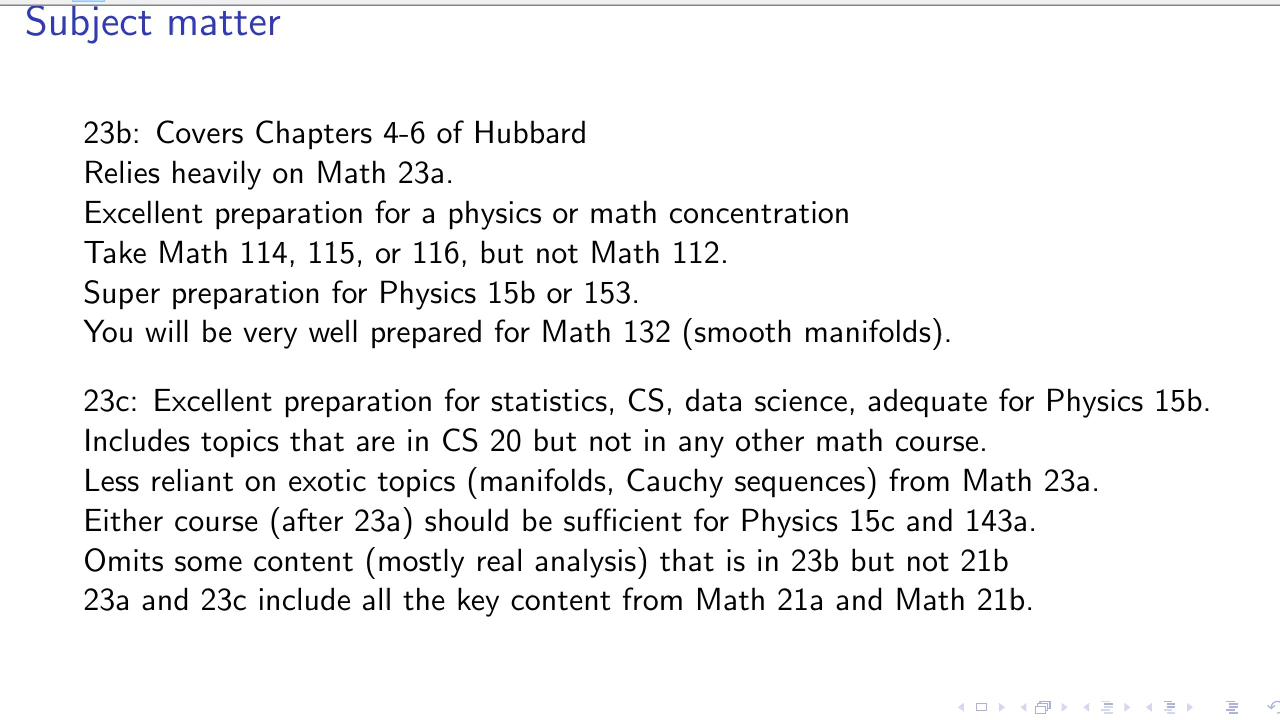 Subject matter
23b: Covers Chapters 4-6 of Hubbard
Relies heavily on Math 23a.
Excellent preparation for a physics or math concentration
Take Math 114, 115, or 116, but not Math 112.
Super preparation for Physics 15b or 153.
You will be very well prepared for Math 132 (smooth manifolds).
23c: Excellent preparation for statistics, CS, data science, adequate for Physics 15b.
Includes topics that are in CS 20 but not in any other math course.
Less reliant on exotic topics (manifolds, Cauchy sequences) from Math 23a.
Either course (after 23a) should be sufficient for Physics 15c and 143a.
Omits some content (mostly real analysis) that is in 23b but not 21b
23a and 23c include all the key content from Math 21a and Math 21b.